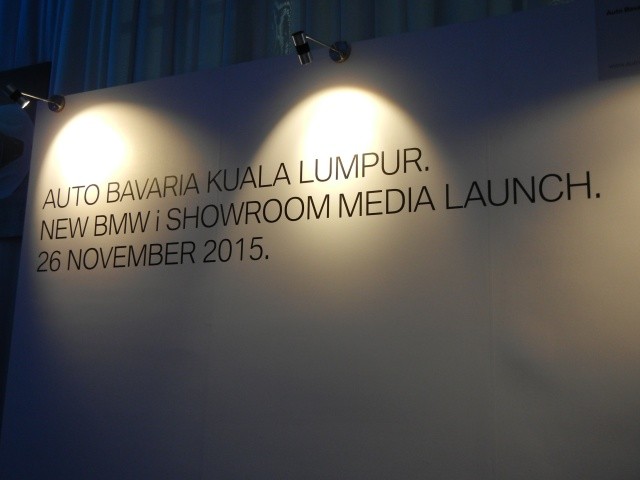 AUTO BAVARIA KUALA LUMPUR.
NEW BMW i SHOWROOM MEDIA LAUNCH.
26 NOVEMBER 2015.